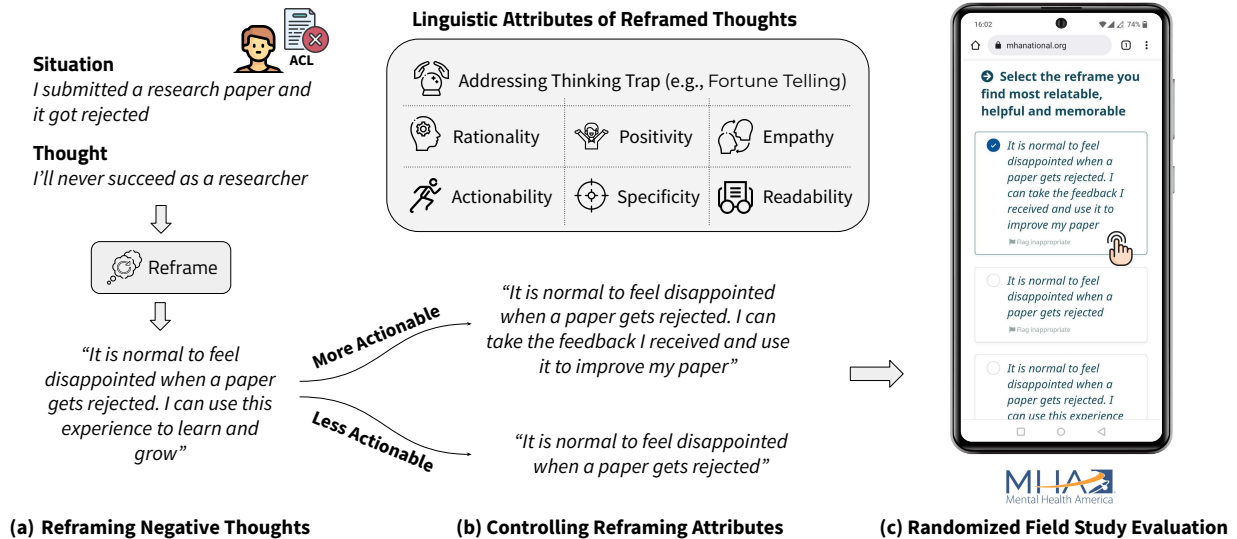 ACL
Situation
I submitted a research paper and
it got rejected
Thought
I'll never succeed as a researcher
Reframe
“It is normal to feel
disappointed when a paper
gets rejected. I can use this
experience to learn and
grow”
(a) Reframing Negative Thoughts
Linguistic Attributes of Reframed Thoughts
Addressing Thinking Trap (e.g., Fortune Telling)
Rationality
Positivity
Empathy
Actionability
Specificity
Readability
More Actionable
“It is normal to feel disappointed
when a paper gets rejected. I can
take the feedback I received and use
it to improve my paper”
Less Actionable
“It is normal to feel disappointed
when a paper gets rejected”
(b) Controlling Reframing Attributes
16:02
74%
mhanational.org
1
Select the reframe you
find most relatable,
helpful and memorable
It is normal to feel
disappointed when a
paper gets rejected. I
can take the feedback I
received and use it to
improve my paper
Flag inappropriate
It is normal to feel
disappointed when a
paper gets rejected
Flag inappropriate
It is normal to feel
disappointed when a
paper gets rejected. I
can use this experience
MHA
Mental Health America
(c) Randomized Field Study Evaluation